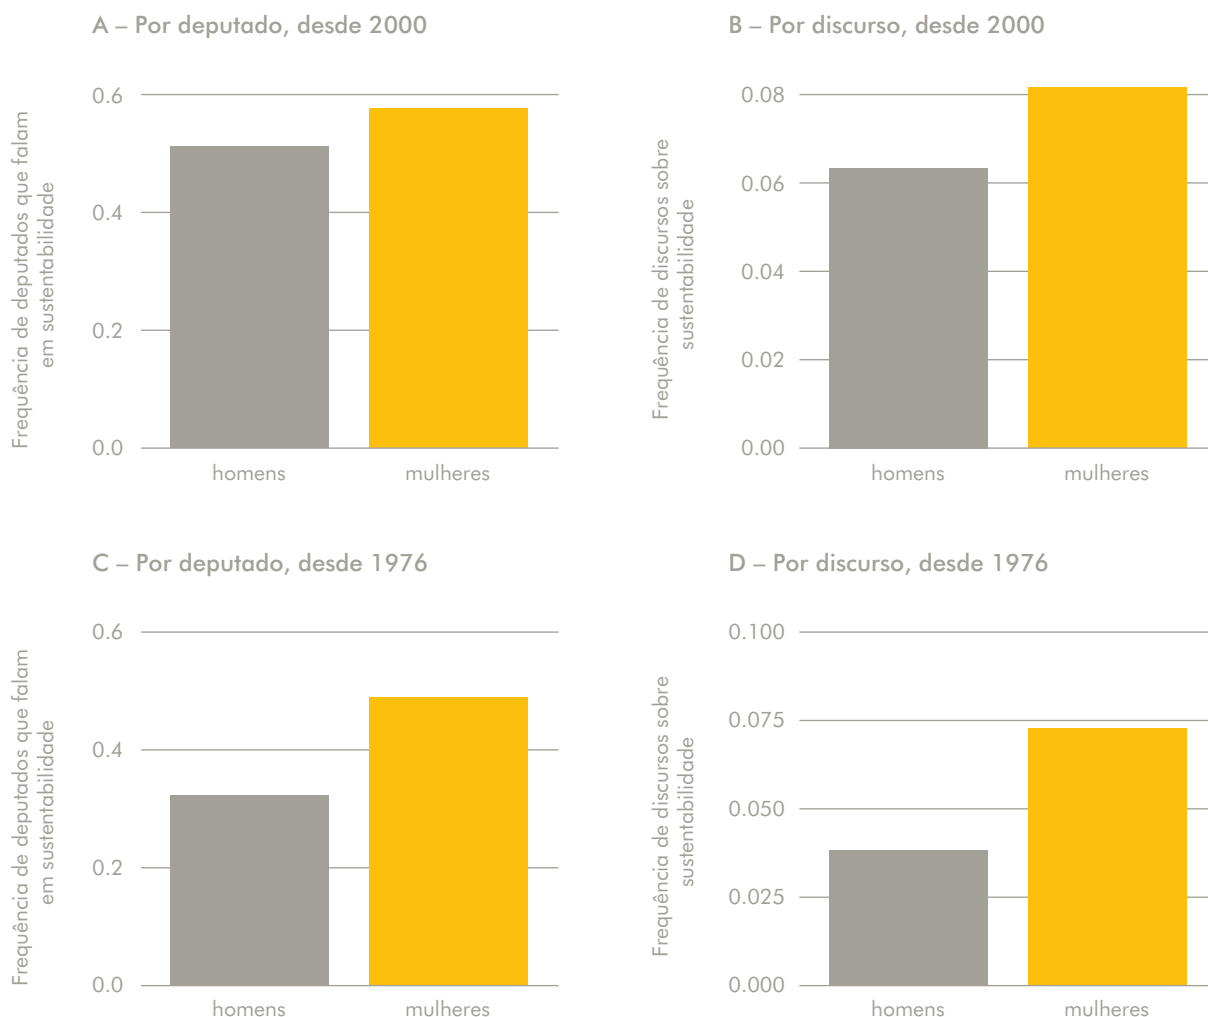 A – Por deputado, desde 2000
Frequência de deputados que falam
em sustentabilidade
0.6
0.4
0.2
0.0
homens
mulheres
B – Por discurso, desde 2000
Frequência de discursos sobre
sustentabilidade
0.08
0.06
0.04
0.02
0.00
homens
mulheres
C – Por deputado, desde 1976
Frequência de deputados que falam
em sustentabilidade
0.6
0.4
0.2
0.0
homens
mulheres
D – Por discurso, desde 1976
Frequência de discursos sobre
sustentabilidade
0.100
0.075
0.050
0.025
0.000
homens
mulheres